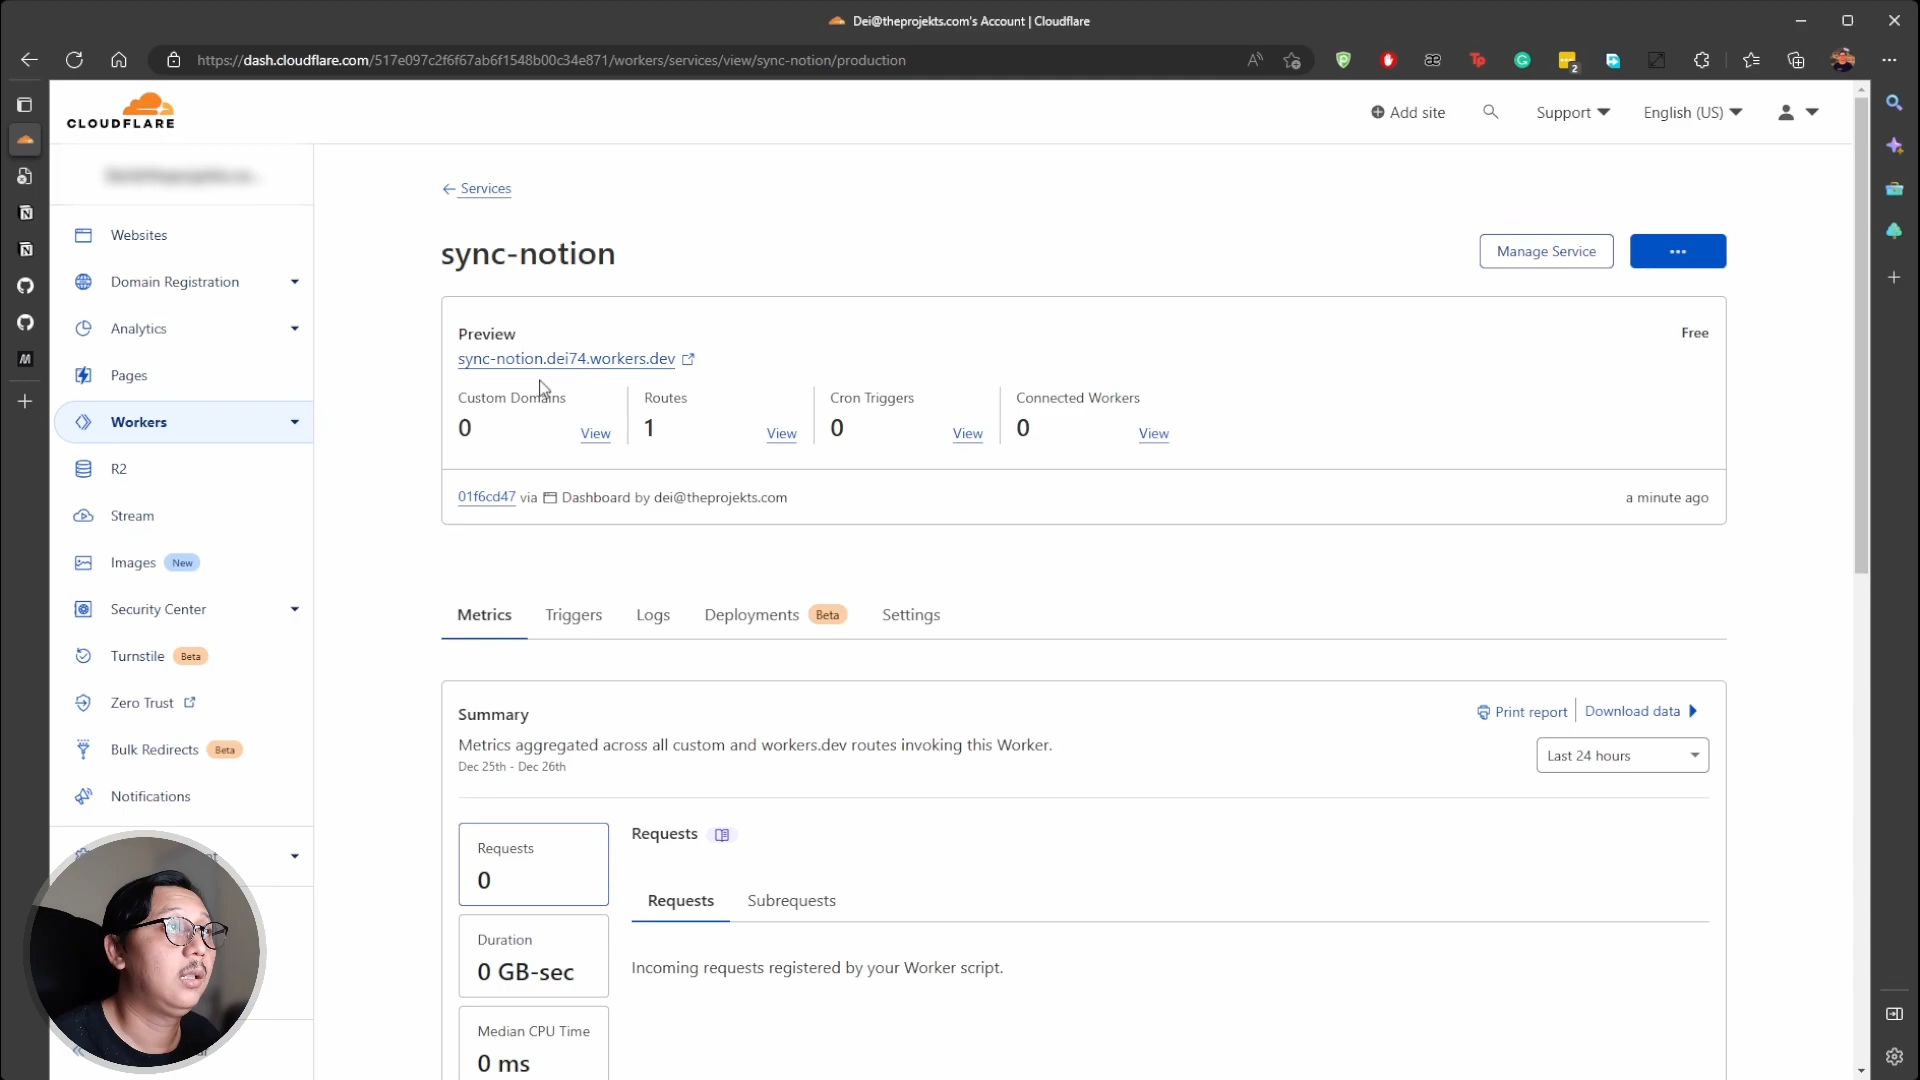 Dei@theprojekts.com's Account | Cloudflare
https://dash.cloudflare.com/517e097c2f6f67ab6f1548b00c34e871/workers/services/view/sync-notion/production
2
CLOUDFLARE
Add site
Support
English (US)
Websites
Domain Registration
Analytics
Pages
Workers
R2
Stream
Images New
Security Center
Turnstile Beta
Zero Trust
Bulk Redirects Beta
Notifications
← Services
sync-notion
Manage Service
...
Preview
Free
sync-notion.dei74.workers.dev
Custom Domains
0
View
Routes
1
View
Cron Triggers
0
View
Connected Workers
0
View
01f6cd47 via Dashboard by dei@theprojekts.com
a minute ago
Metrics
Triggers
Logs
Deployments Beta
Settings
Summary
Print report
Download data
Metrics aggregated across all custom and workers.dev routes invoking this Worker.
Dec 25th - Dec 26th
Last 24 hours
Requests
0
Duration
0 GB-sec
Median CPU Time
0 ms
Requests
Requests
Subrequests
Incoming requests registered by your Worker script.